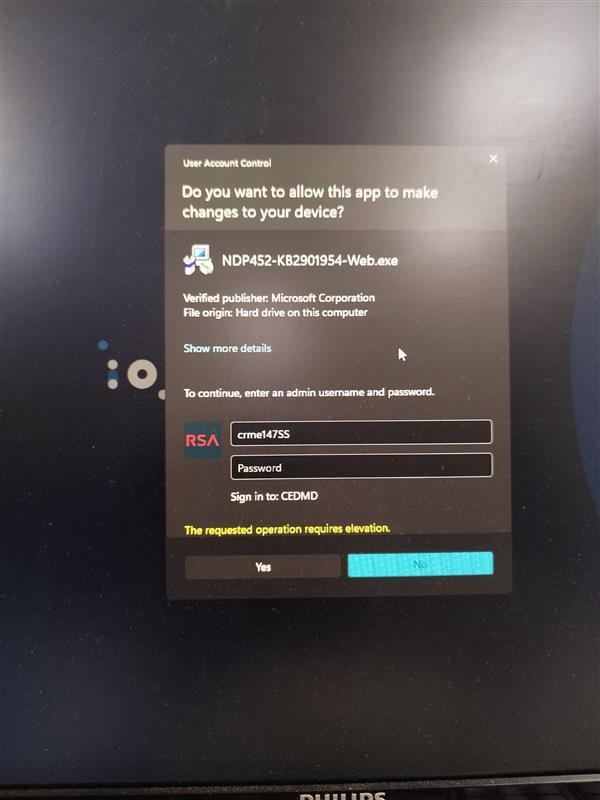 User Account Control
Do you want to allow this app to make
changes to your device?
NDP452-KB2901954-Web.exe
Verified publisher: Microsoft Corporation
File origin: Hard drive on this computer
Show more details
To continue, enter an admin username and password.
RSA
crme147SS
Password
Sign in to: CEDMD
The requested operation requires elevation.
Yes
No
io.
PHILIPS